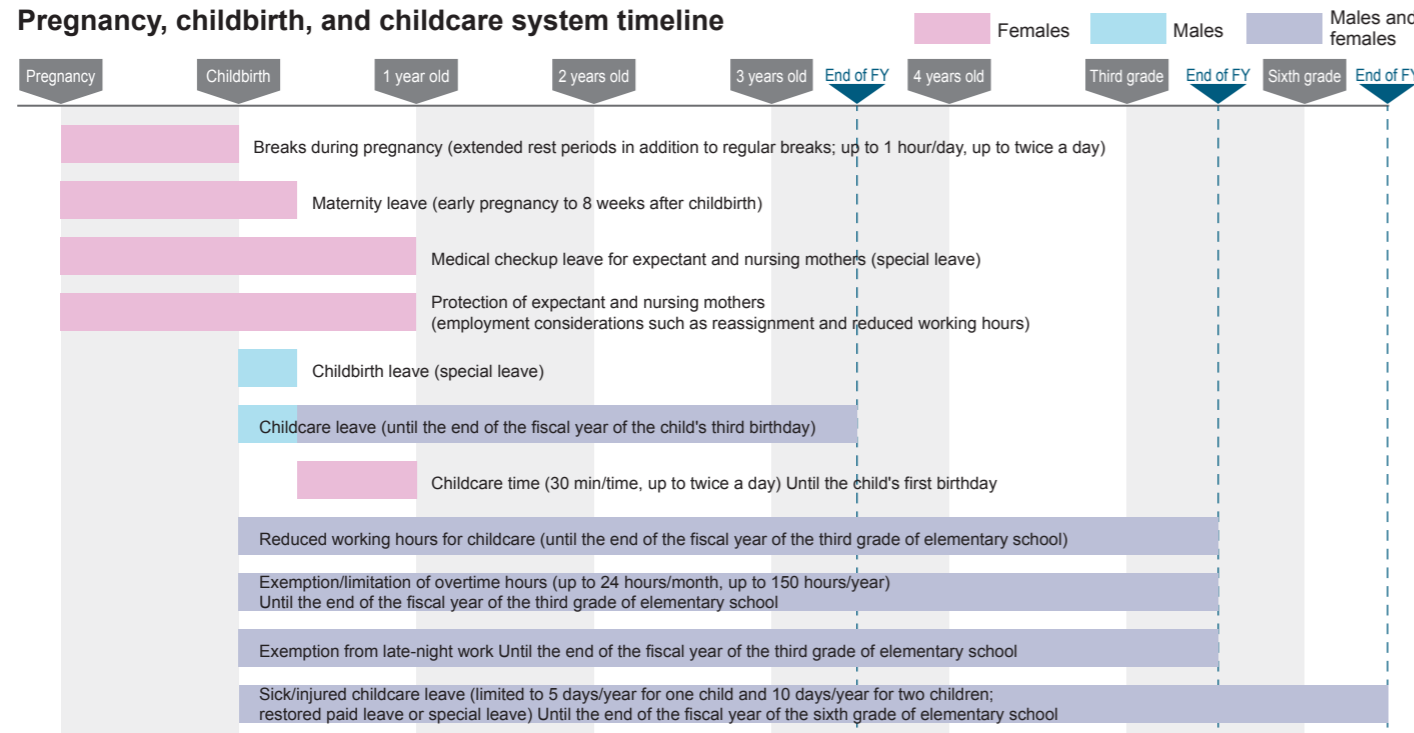 Pregnancy, childbirth, and childcare system timeline
Females
Males
Males and
females
Pregnancy
Childbirth
1 year old
2 years old
3 years old
End of FY
4 years old
Third grade
End of FY
Sixth grade
End of FY
Breaks during pregnancy (extended rest periods in addition to regular breaks; up to 1 hour/day, up to twice a day)
Maternity leave (early pregnancy to 8 weeks after childbirth)
Medical checkup leave for expectant and nursing mothers (special leave)
Protection of expectant and nursing mothers
(employment considerations such as reassignment and reduced working hours)
Childbirth leave (special leave)
Childcare leave (until the end of the fiscal year of the child's third birthday)
Childcare time (30 min/time, up to twice a day) Until the child's first birthday
Reduced working hours for childcare (until the end of the fiscal year of the third grade of elementary school)
Exemption/limitation of overtime hours (up to 24 hours/month, up to 150 hours/year)
Until the end of the fiscal year of the third grade of elementary school
Exemption from late-night work Until the end of the fiscal year of the third grade of elementary school
Sick/injured childcare leave (limited to 5 days/year for one child and 10 days/year for two children;
restored paid leave or special leave) Until the end of the fiscal year of the sixth grade of elementary school